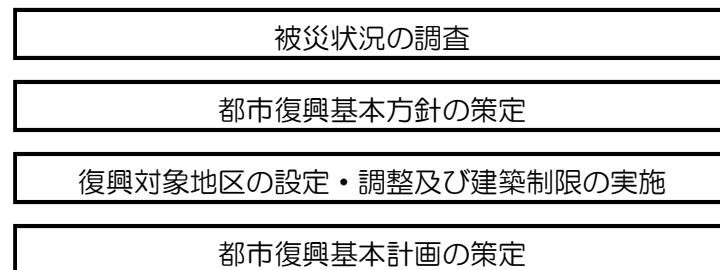 被災状況の調査
都市復興基本方針の策定
復興対象地区の設定・調整及び建築制限の実施
都市復興基本計画の策定